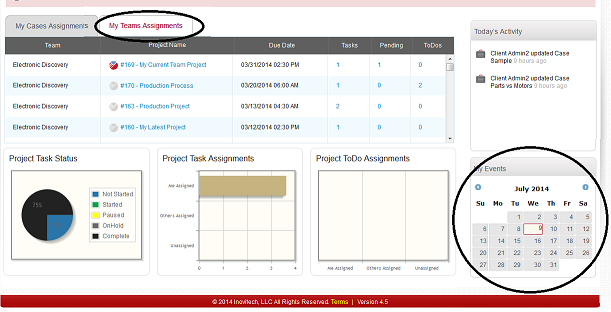 My Cases Assignments My Teams Assignments
Team Project Name Due Date Tasks Pending ToDos
Electronic Discovery #169 - My Current Team Project 03/31/2014 02:30 PM 1 1 0
Electronic Discovery #170 - Production Process 03/20/2014 06:00 AM 1 0 2
Electronic Discovery #163 - Production Project 03/13/2014 04:30 AM 2 0 0
Electronic Discovery #160 - My Latest Project 03/12/2014 02:30 PM 1 0 0
Today's Activity
Client Admin2 updated Case
Sample 9 hours ago
Client Admin2 updated Case
Parts vs Motors 9 hours ago
Project Task Status
75%
Not Started
Started
Paused
OnHold
Complete
Project Task Assignments
Me Assigned
Others Assigned
Unassigned
0 1 2 3 4
Project ToDo Assignments
Me Assigned Others Assigned Unassigned
My Events
July 2014
Su Mo Tu We Th Fr Sa
1 2 3 4 5
6 7 8 9 10 11 12
13 14 15 16 17 18 19
20 21 22 23 24 25 26
27 28 29 30 31
© 2014 Inovitech, LLC All Rights Reserved. Terms | Version 4.5